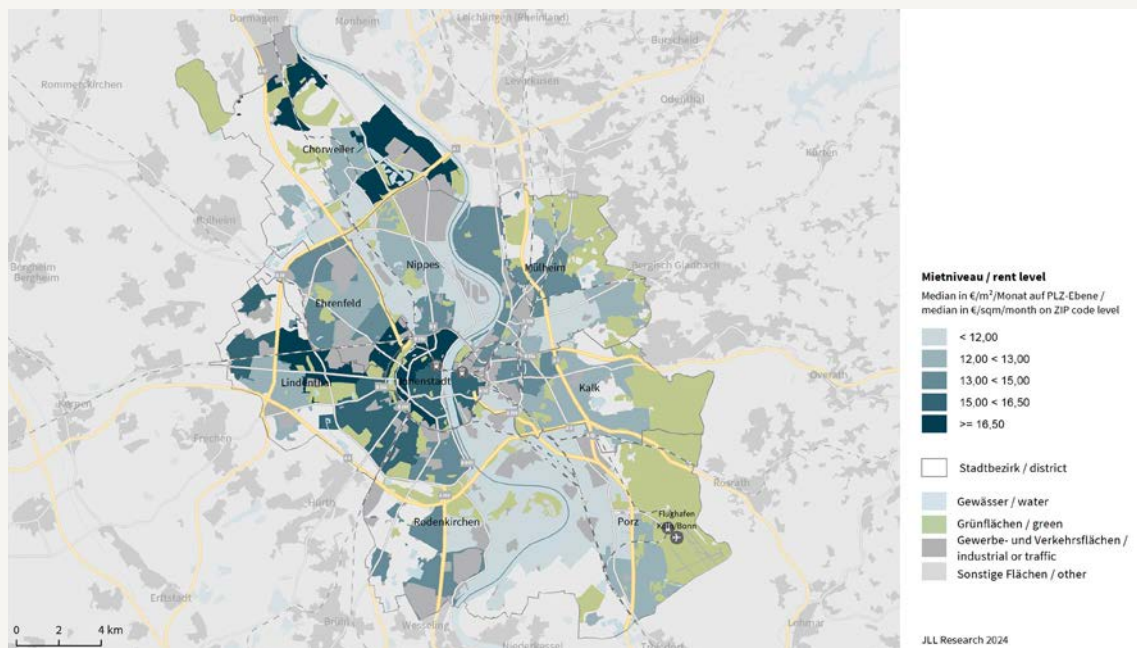 Dormagen
Monheim
Leichlingen (Rheinland)
Burscheid
Rommerskirchen
Leverkusen
Odenthal
Chorweiler
Kürten
Pulheim
Bergheim
Bergheim
Nippes
Mülheim
Bergisch Gladbach
Ehrenfeld
Lindenthal
Innenstadt
Kalk
Overath
Kerpen
Frechen
Hürth
Rösrath
Rodenkirchen
Porz
Flughafen
Köln/Bonn
Erftstadt
Brühl
Wesseling
Niederkassel
Troisdorf
Lohmar
0 2 4 km
Mietniveau / rent level
Median in €/m²/Monat auf PLZ-Ebene /
median in €/sqm/month on ZIP code level
< 12,00
12,00 < 13,00
13,00 < 15,00
15,00 < 16,50
>= 16,50
Stadtbezirk / district
Gewässer / water
Grünflächen / green
Gewerbe- und Verkehrsflächen /
industrial or traffic
Sonstige Flächen / other
JLL Research 2024